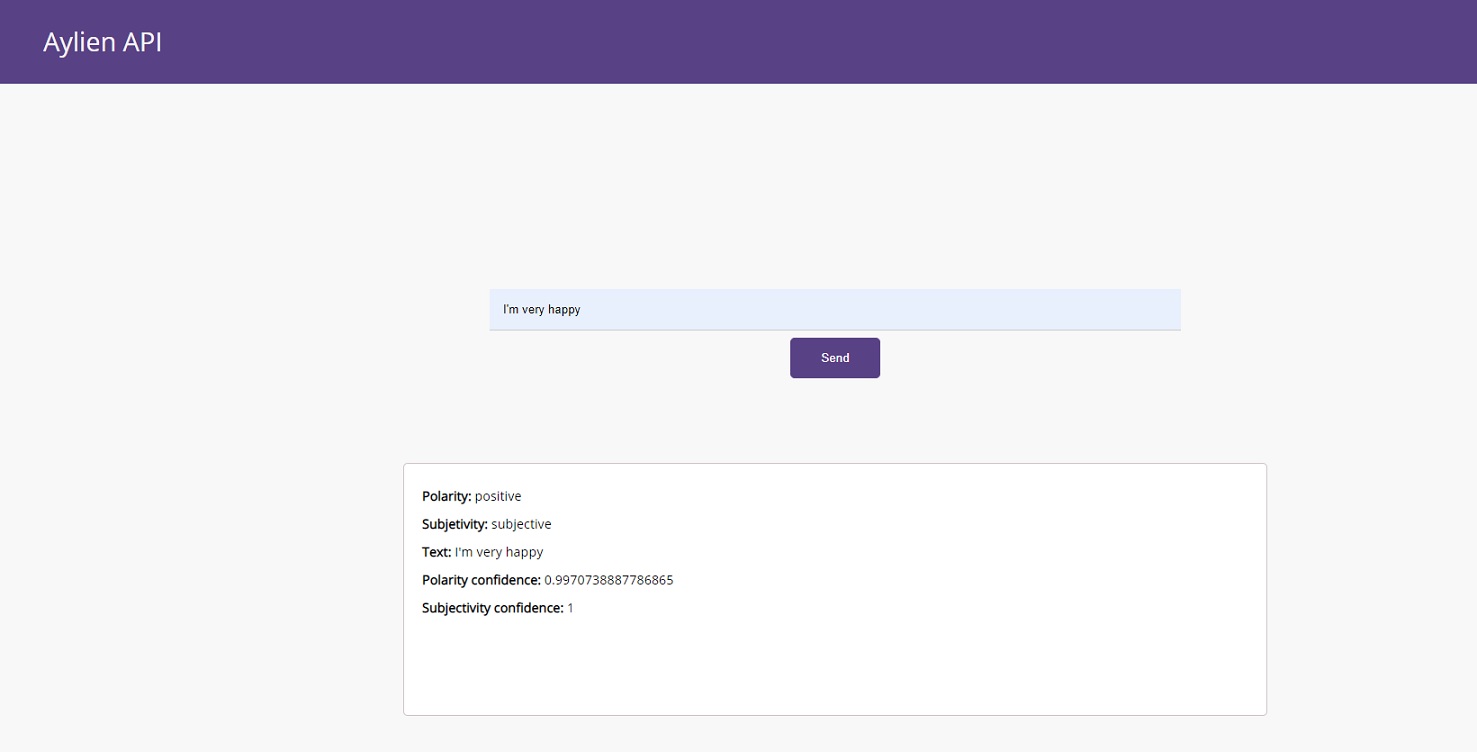 Aylien API
I'm very happy
Send
Polarity: positive
Subjetivity: subjective
Text: I'm very happy
Polarity confidence: 0.9970738887786865
Subjectivity confidence: 1